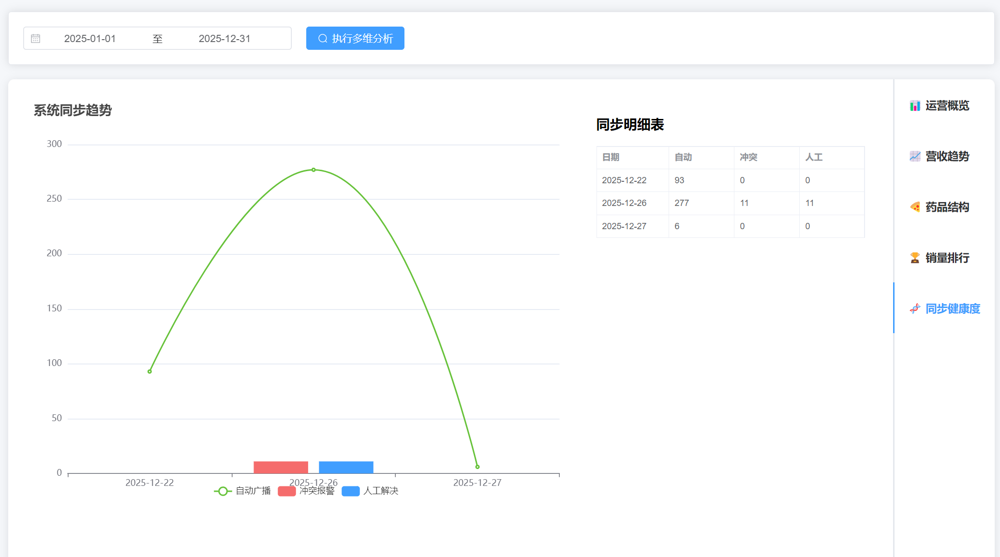 2025-01-01 至 2025-12-31 执行多维分析
系统同步趋势
300
250
200
150
100
50
0
2025-12-22 2025-12-26 2025-12-27
自动广播 冲突报警 人工解决
同步明细表
日期 自动 冲突 人工
2025-12-22 93 0 0
2025-12-26 277 11 11
2025-12-27 6 0 0
运营概览
营收趋势
药品结构
销量排行
同步健康度